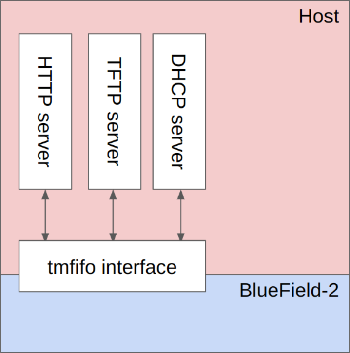 Host
HTTP server
TFTP server
DHCP server
tmfifo interface
BlueField-2